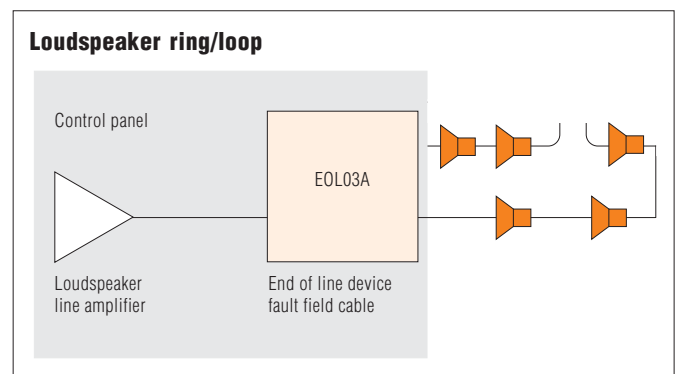 Loudspeaker ring/loop
Control panel
EOL03A
Loudspeaker
line amplifier
End of line device
fault field cable